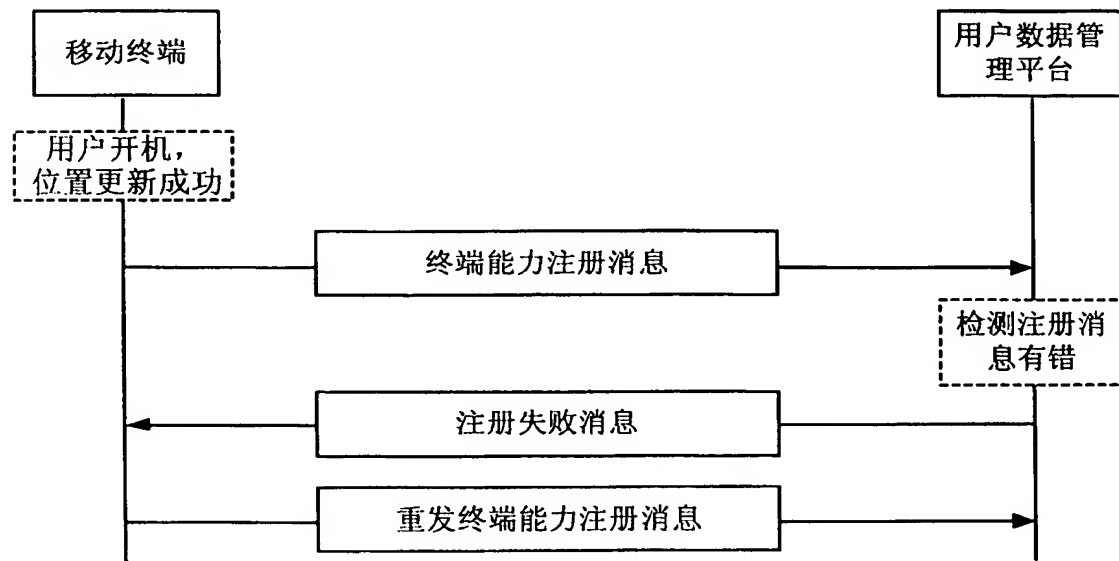 移动终端
用户数据管
理平台
用户开机，
位置更新成功
终端能力注册消息
检测注册消
息有错
注册失败消息
重发终端能力注册消息